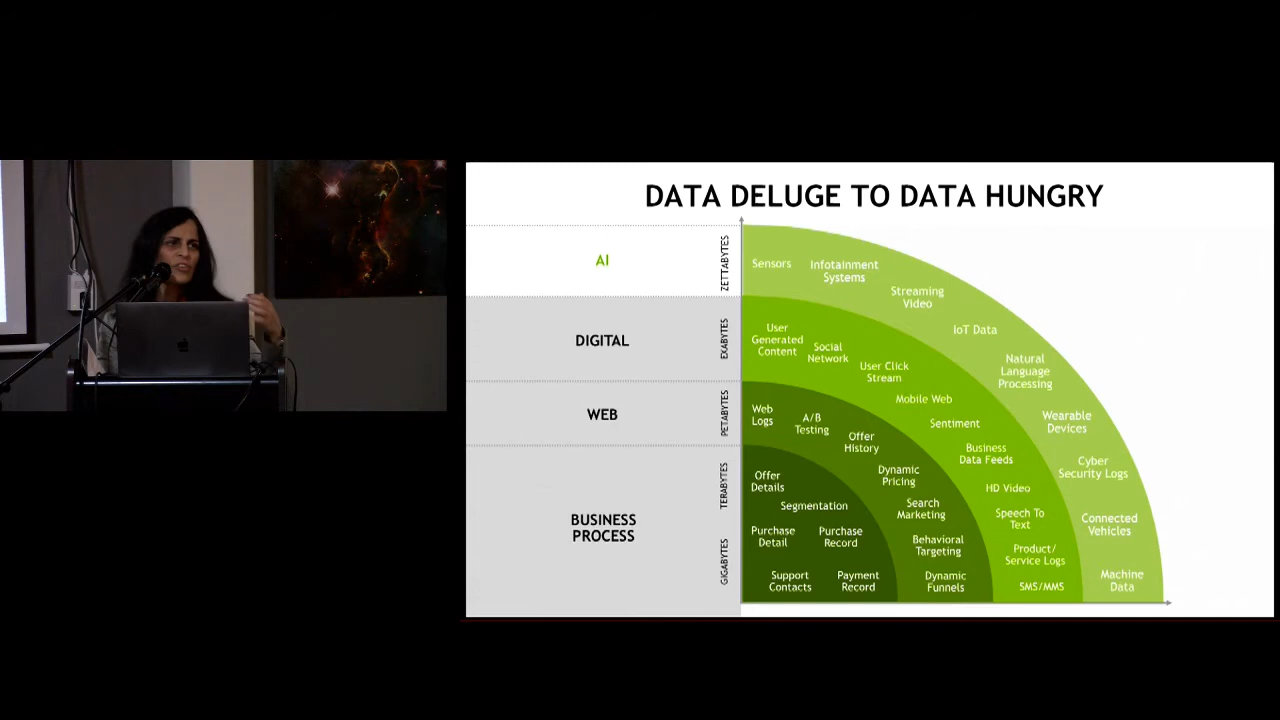 DATA DELUGE TO DATA HUNGRY
AI
ZETTABYTES
Sensors
Infotainment
Systems
Streaming
Video
IoT Data
Natural
Language
Processing
Wearable
Devices
Cyber
Security Logs
Connected
Vehicles
Machine
Data
DIGITAL
EXABYTES
User
Generated
Content
Social
Network
User Click
Stream
Mobile Web
Sentiment
Business
Data Feeds
HD Video
Speech To
Text
Product/
Service Logs
SMS/MMS
WEB
PETABYTES
Web
Logs
A/B
Testing
Offer
History
Dynamic
Pricing
Search
Marketing
Behavioral
Targeting
Dynamic
Funnels
BUSINESS
PROCESS
TERABYTES
GIGABYTES
Offer
Details
Segmentation
Purchase
Detail
Purchase
Record
Support
Contacts
Payment
Record